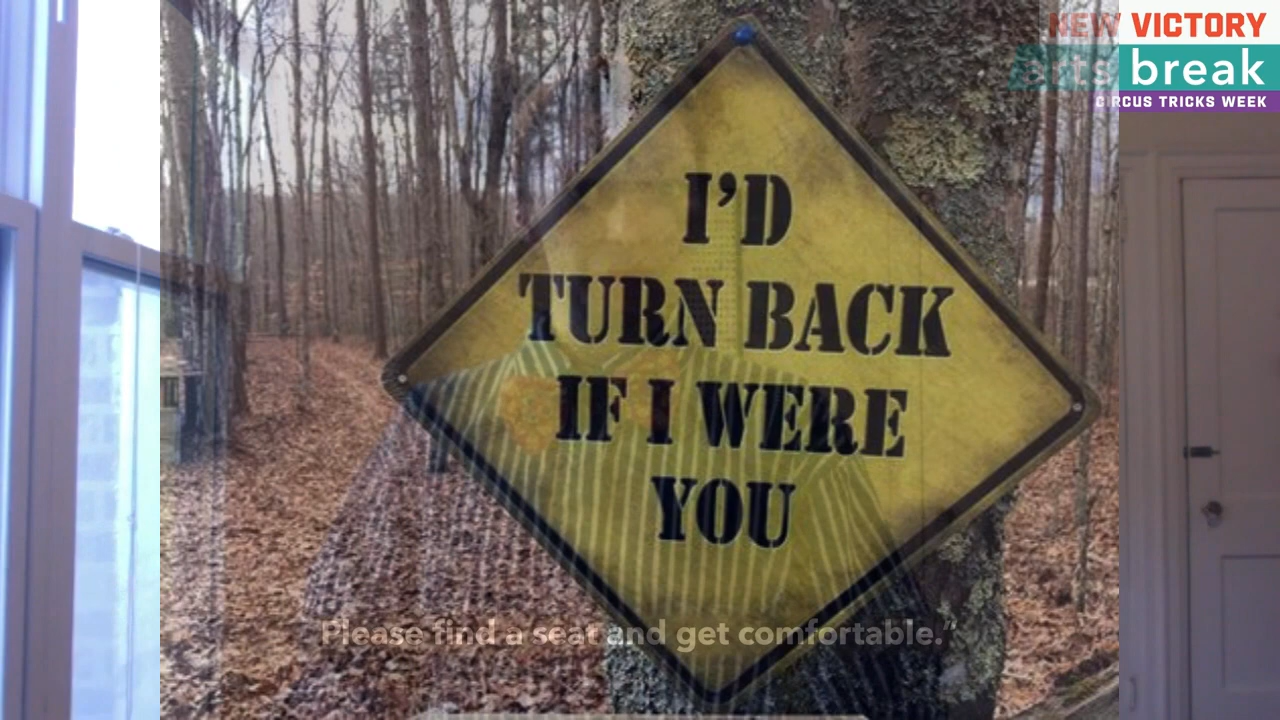 NEW VICTORY
arts break
CIRCUS TRICKS WEEK
I'D
TURN BACK
IF I WERE
YOU
Please find a seat and get comfortable."